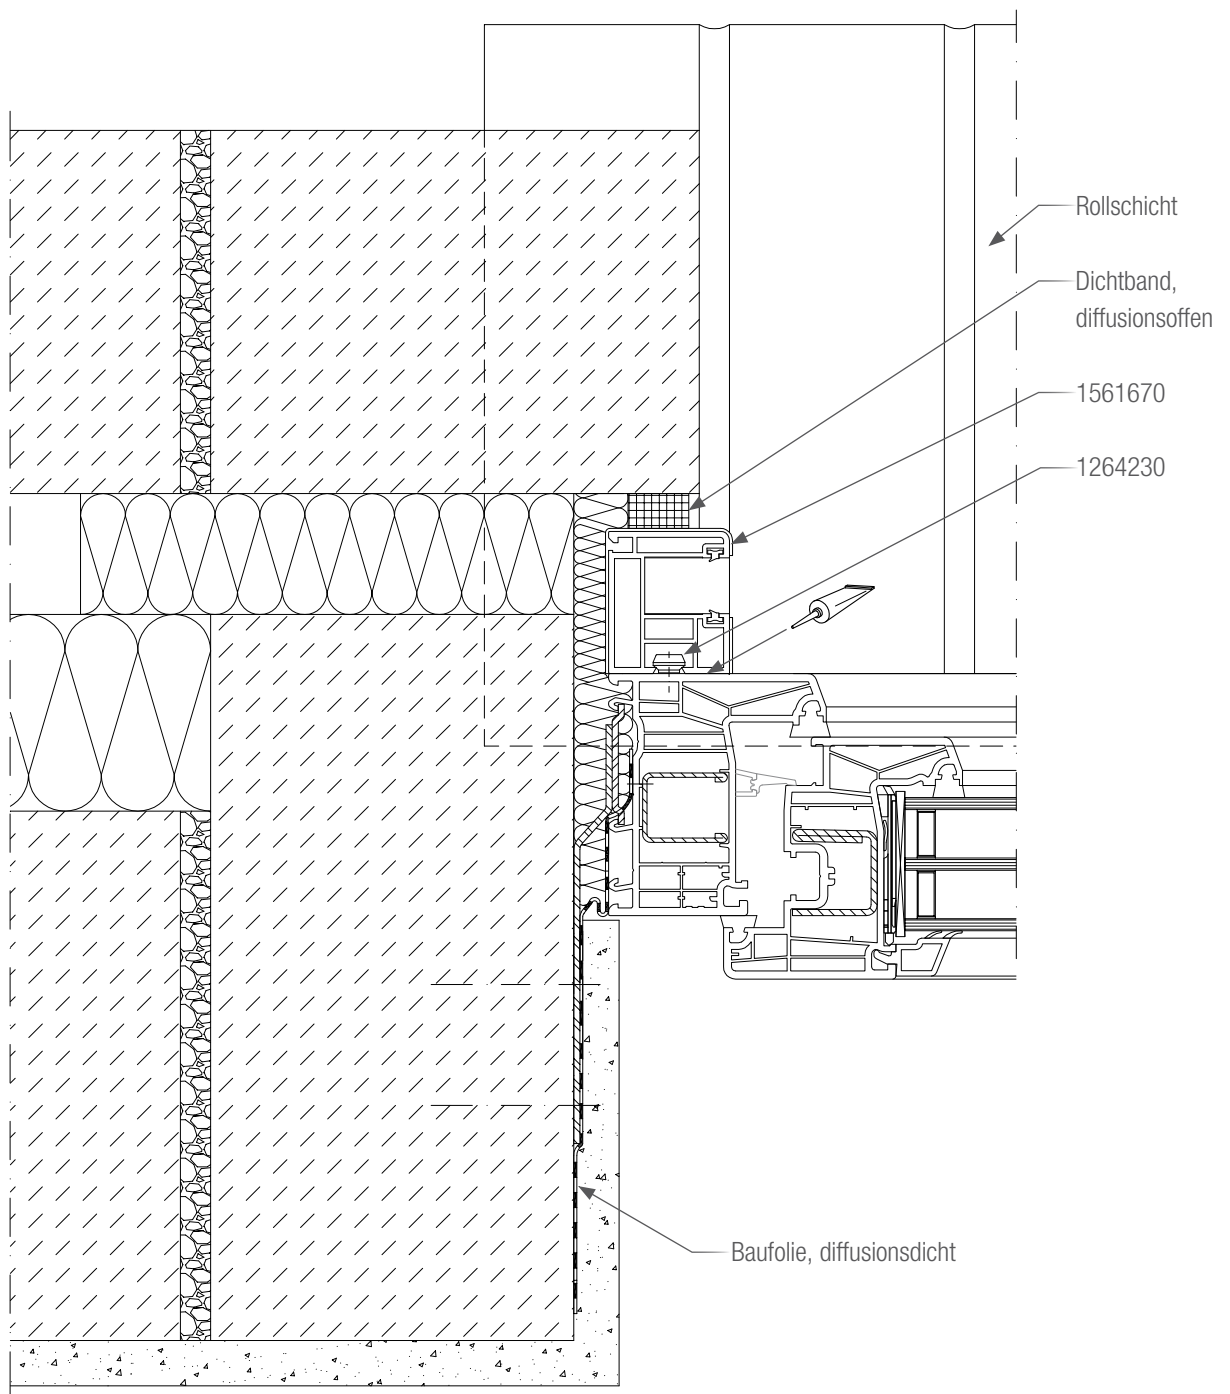 Rollschicht
Dichtband,
diffusionsoffen
1561670
1264230
Baufolie, diffusionsdicht